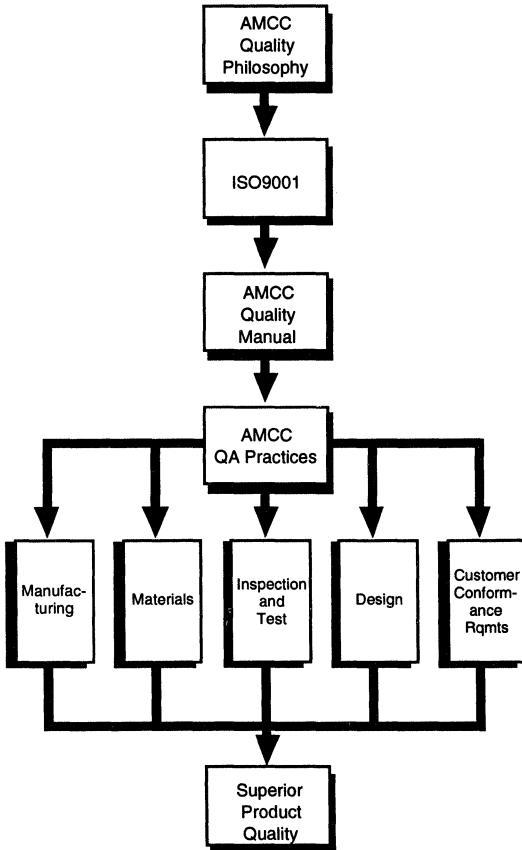 AMCC
Quality
Philosophy
ISO9001
AMCC
Quality
Manual
AMCC
QA Practices
Manufac-
turing
Materials
Inspection
and
Test
Design
Customer
Conform-
ance
Rqmts
Superior
Product
Quality